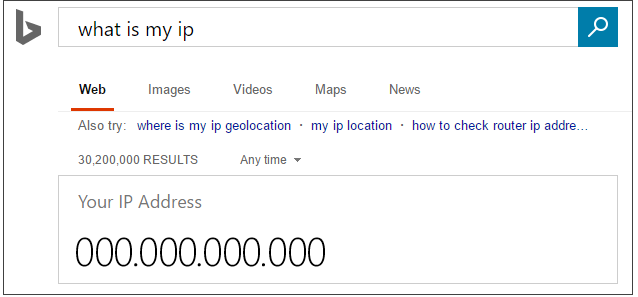 what is my ip
Web Images Videos Maps News
Also try: where is my ip geolocation · my ip location · how to check router ip addre...
30,200,000 RESULTS Any time
Your IP Address
000.000.000.000